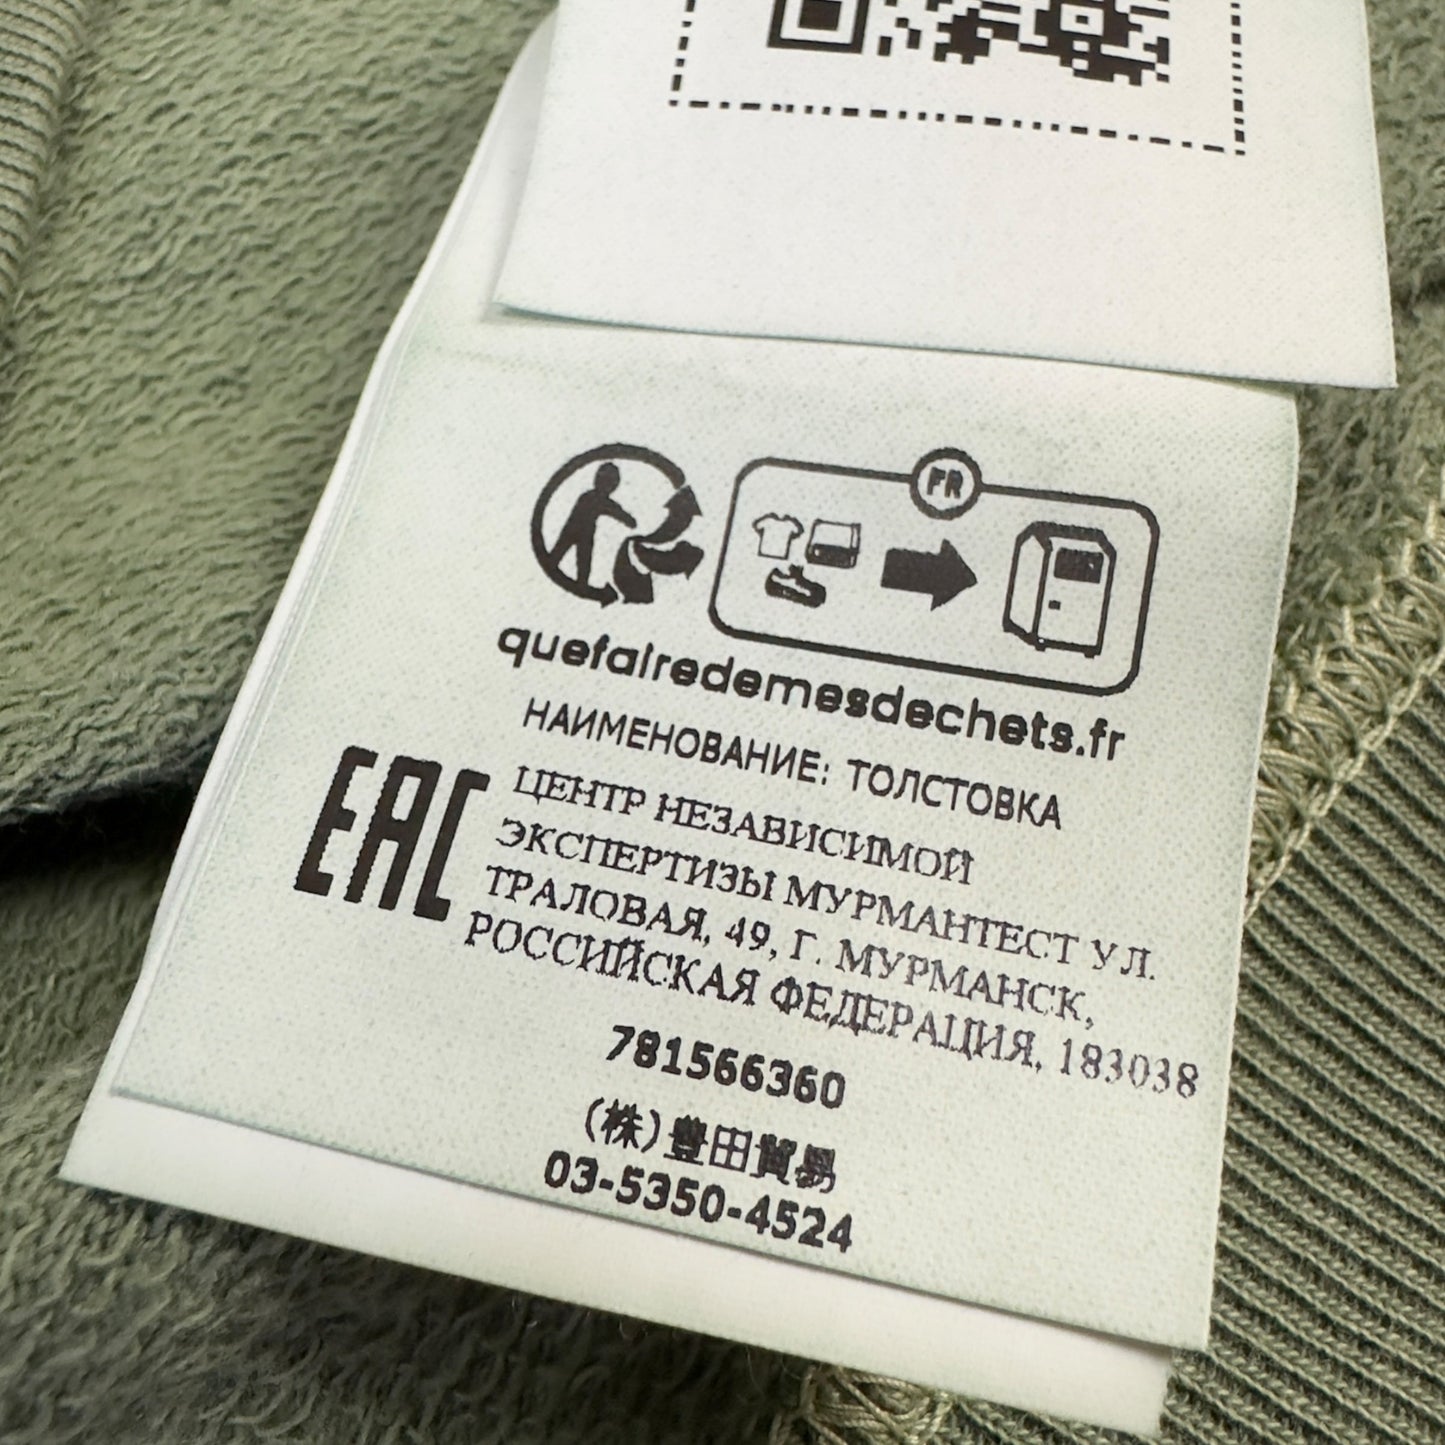 FR
quefairedemesdechets.fr
НАИМЕНОВАНИЕ: ТОЛСТОВКА
EAC
ЦЕНТР НЕЗАВИСИМОЙ
ЭКСПЕРТИЗЫ МУРМАНТЕСТ УЛ.
ТРАЛОВАЯ, 49, Г. МУРМАНСК,
РОССИЙСКАЯ ФЕДЕРАЦИЯ, 183038
781566360
(株)豊田貿易
03-5350-4524